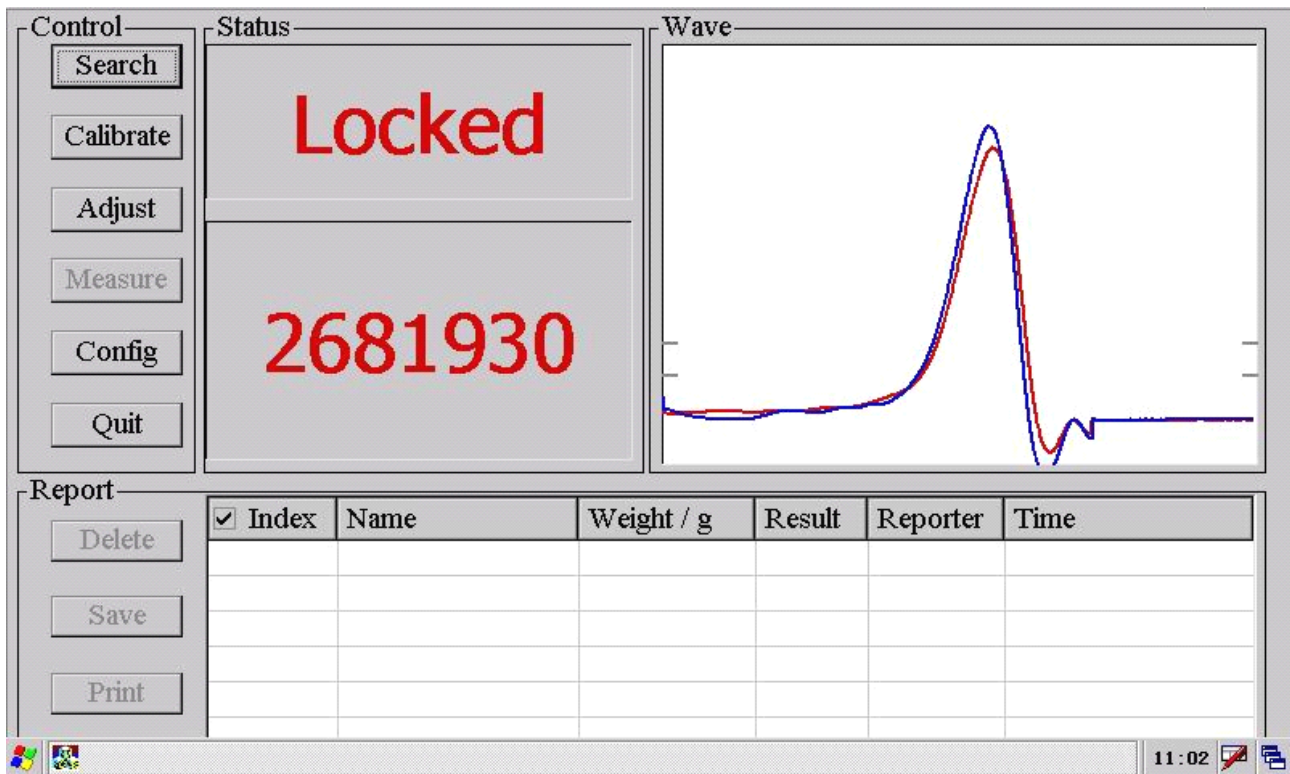 Control
Search
Calibrate
Adjust
Measure
Config
Quit
Status
Locked
2681930
Wave
Report
Delete
Save
Print
Index Name Weight / g Result Reporter Time
11:02